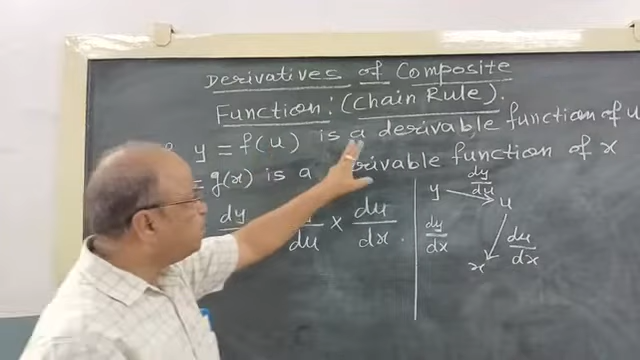 Derivatives of Composite
Function: (Chain Rule).
y = f(u) is a derivable function of u
= g(x) is a derivable function of x
dy/du × du/dx.
y dy/du u
dy/dx du/dx
x